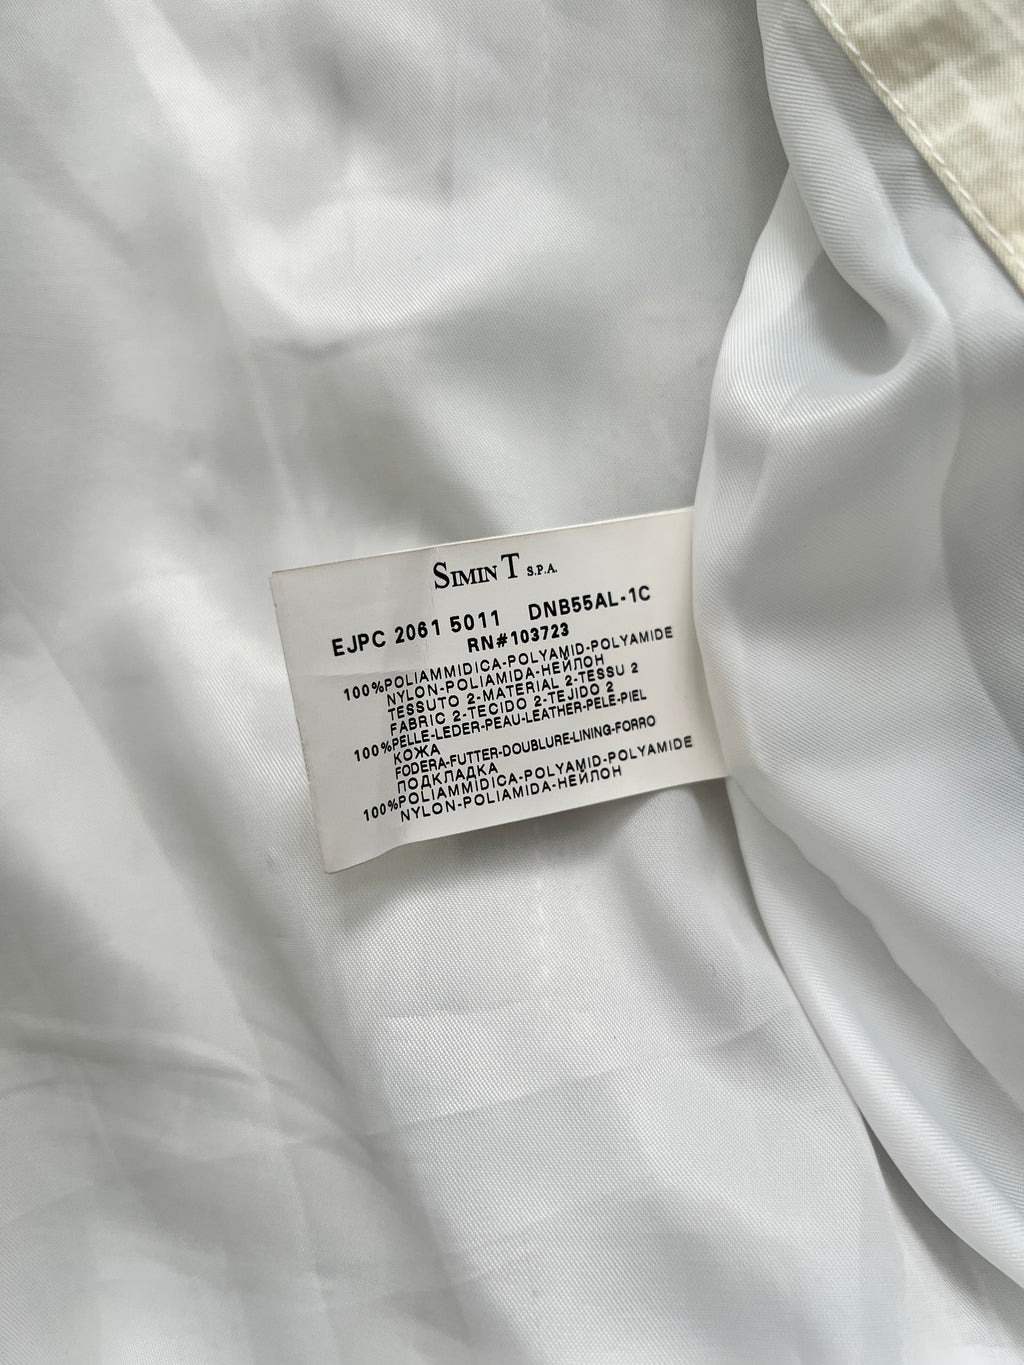 SIMIN T S.P.A.
EJPC 2061 5011 DNB55AL-1C
RN#103723
100%POLIAMMIDICA-POLYAMID-POLYAMIDE
NYLON-POLIAMIDA-НЕЙЛОН
TESSUTO 2-MATERIAL 2-TESSU 2
FABRIC 2-TECIDO 2-TEJIDO 2
100%PELLE-LEDER-PEAU-LEATHER-PELE-PIEL
КОЖА
FODERA-FUTTER-DOUBLURE-LINING-FORRO
ПОДКЛАДКА
100%POLIAMMIDICA-POLYAMID-POLYAMIDE
NYLON-POLIAMIDA-НЕЙЛОН